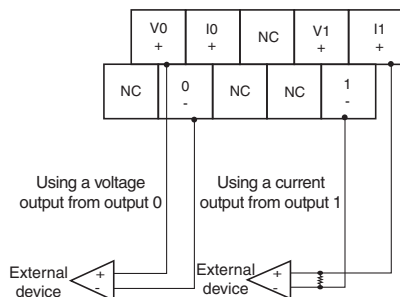 V0 I0 NC V1 I1
+ + + +
NC 0 NC NC 1
- -
Using a voltage
output from output 0
Using a current
output from output 1
External
device
+
-
External
device
+
-